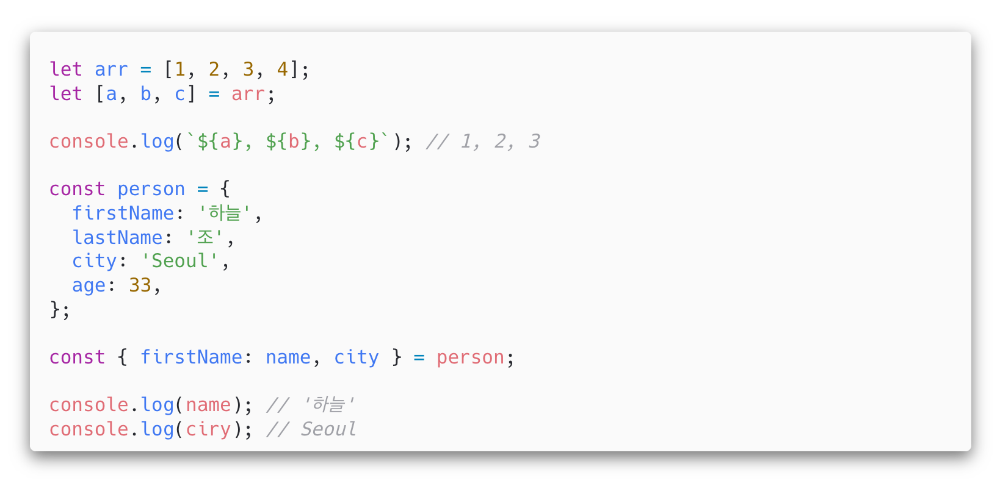 let arr = [1, 2, 3, 4];
let [a, b, c] = arr;
console.log(`${a}, ${b}, ${c}`); // 1, 2, 3
const person = {
  firstName: '하늘',
  lastName: '조',
  city: 'Seoul',
  age: 33,
};
const { firstName: name, city } = person;
console.log(name); // '하늘'
console.log(ciry); // Seoul